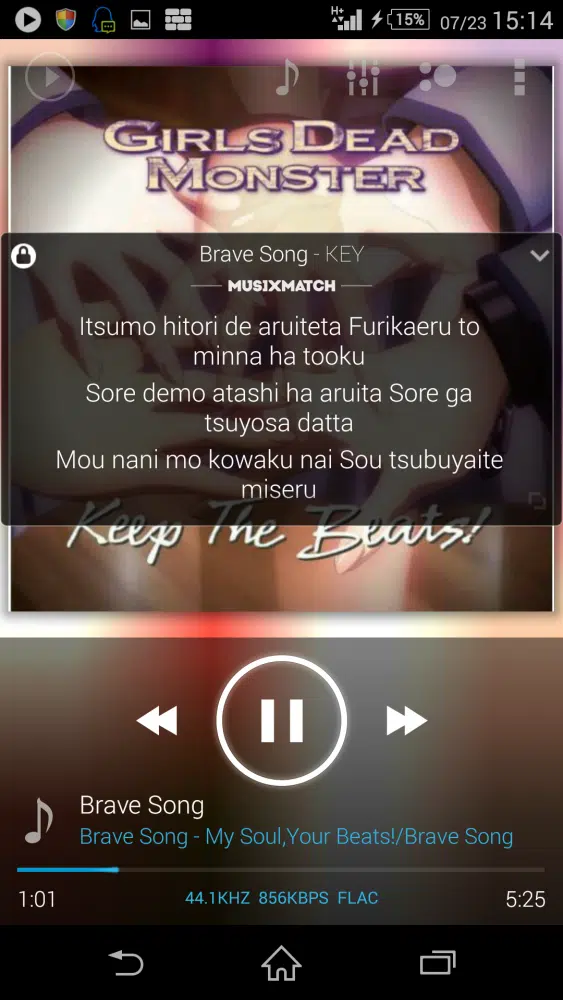 H+ 15% 07/23 15:14
GIRLS DEAD
MONSTER
Brave Song - KEY
MUSIXMATCH
Itsumo hitori de aruiteta Furikaeru to
minna ha tooku
Sore demo atashi ha aruita Sore ga
tsuyosa datta
Mou nani mo kowaku nai Sou tsubuyaite
miseru
Keep The Beats!
Brave Song
Brave Song - My Soul,Your Beats!/Brave Song
1:01 44.1KHZ 856KBPS FLAC 5:25